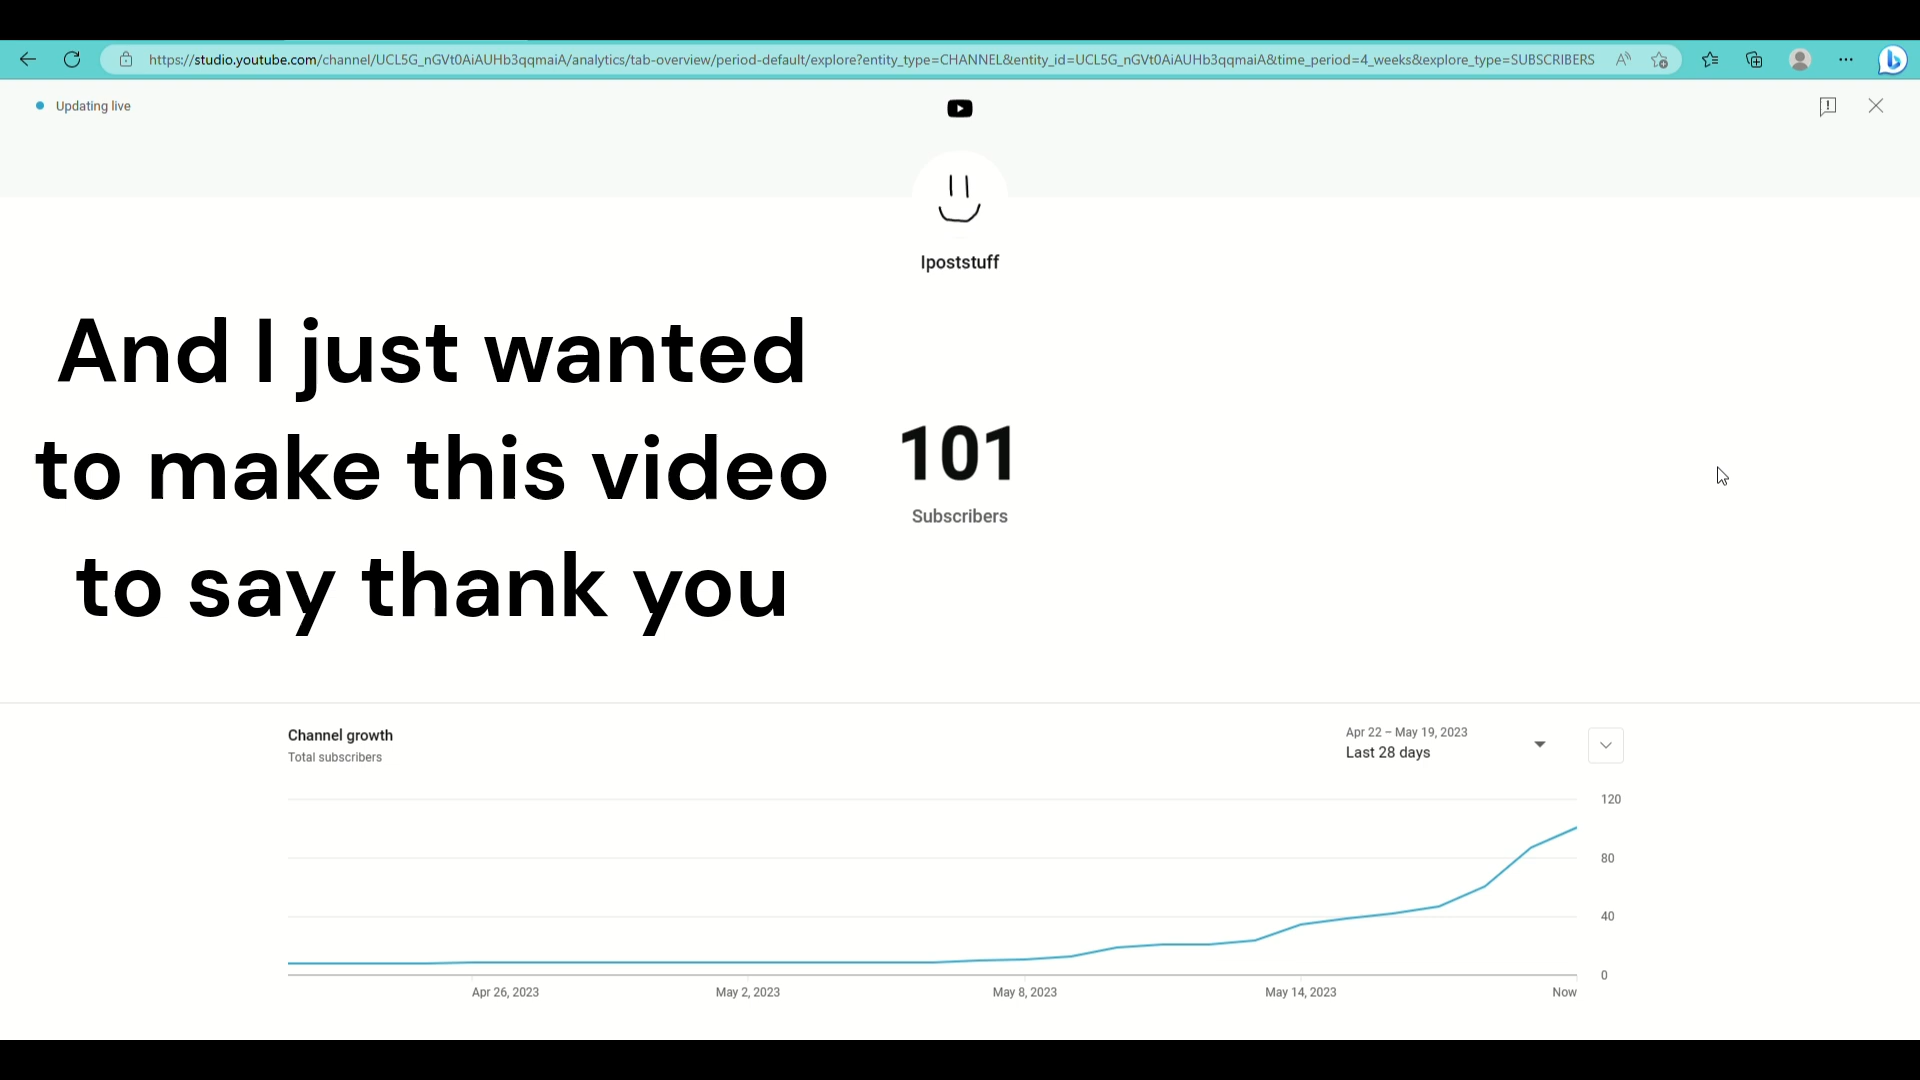 https://studio.youtube.com/channel/UCL5G_nGVt0AiAUHb3qqmaiA/analytics/tab-overview/period-default/explore?entity_type=CHANNEL&entity_id=UCL5G_nGVt0AiAUHb3qqmaiA&time_period=4_weeks&explore_type=SUBSCRIBERS
Updating live
Ipoststuff
And I just wanted
to make this video
to say thank you
101
Subscribers
Channel growth
Total subscribers
Apr 22 – May 19, 2023
Last 28 days
120
80
40
0
Apr 26, 2023
May 2, 2023
May 8, 2023
May 14, 2023
Now